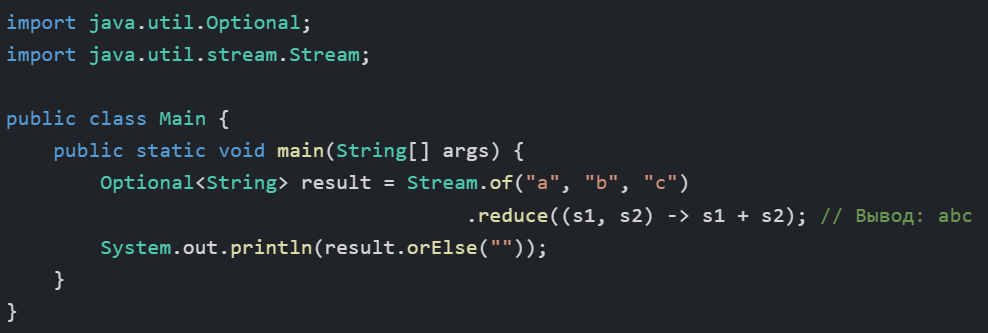 import java.util.Optional;
import java.util.stream.Stream;

public class Main {
    public static void main(String[] args) {
        Optional<String> result = Stream.of("a", "b", "c")
                                       .reduce((s1, s2) -> s1 + s2); // Вывод: abc
        System.out.println(result.orElse(""));
    }
}